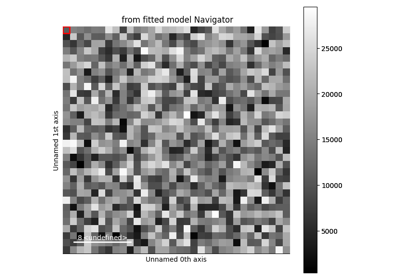 from fitted model Navigator
25000
20000
15000
10000
5000
Unnamed 1st axis
8 <undefined>
Unnamed 0th axis